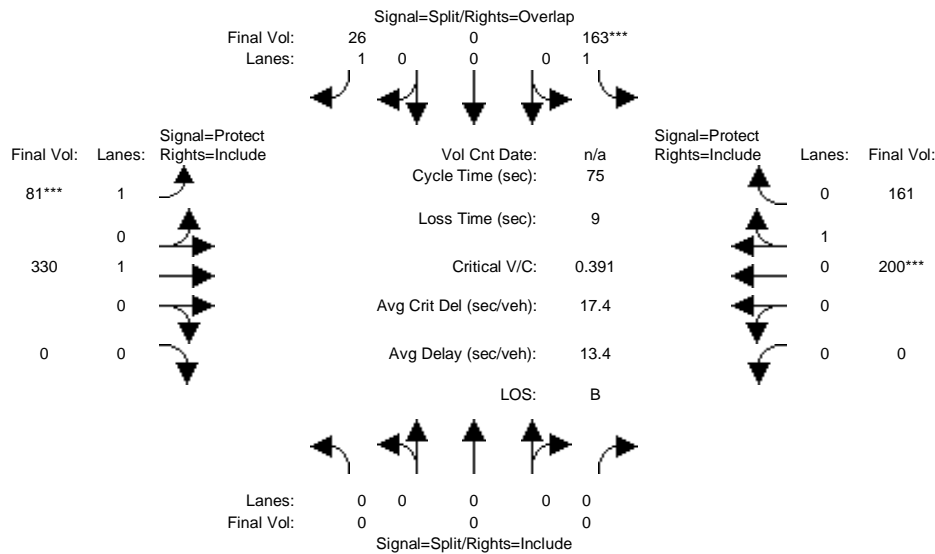 Signal=Split/Rights=Overlap
Final Vol: 26 0 163***
Lanes: 1 0 0 0 1
Signal=Protect
Final Vol: Lanes: Rights=Include
Vol Cnt Date: n/a
Signal=Protect
Rights=Include Lanes: Final Vol:
Cycle Time (sec): 75
81*** 1
0 161
Loss Time (sec): 9
0
1
330 1
Critical V/C: 0.391
0 200***
0
Avg Crit Del (sec/veh): 17.4
0
0 0
Avg Delay (sec/veh): 13.4
0 0
LOS: B
Lanes: 0 0 0 0 0
Final Vol: 0 0 0
Signal=Split/Rights=Include